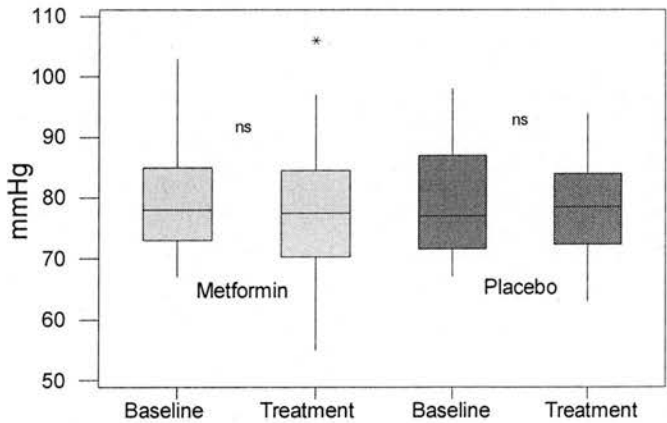 110
100
90
80
70
60
50
mmHg
*
ns
ns
Metformin
Placebo
Baseline
Treatment
Baseline
Treatment